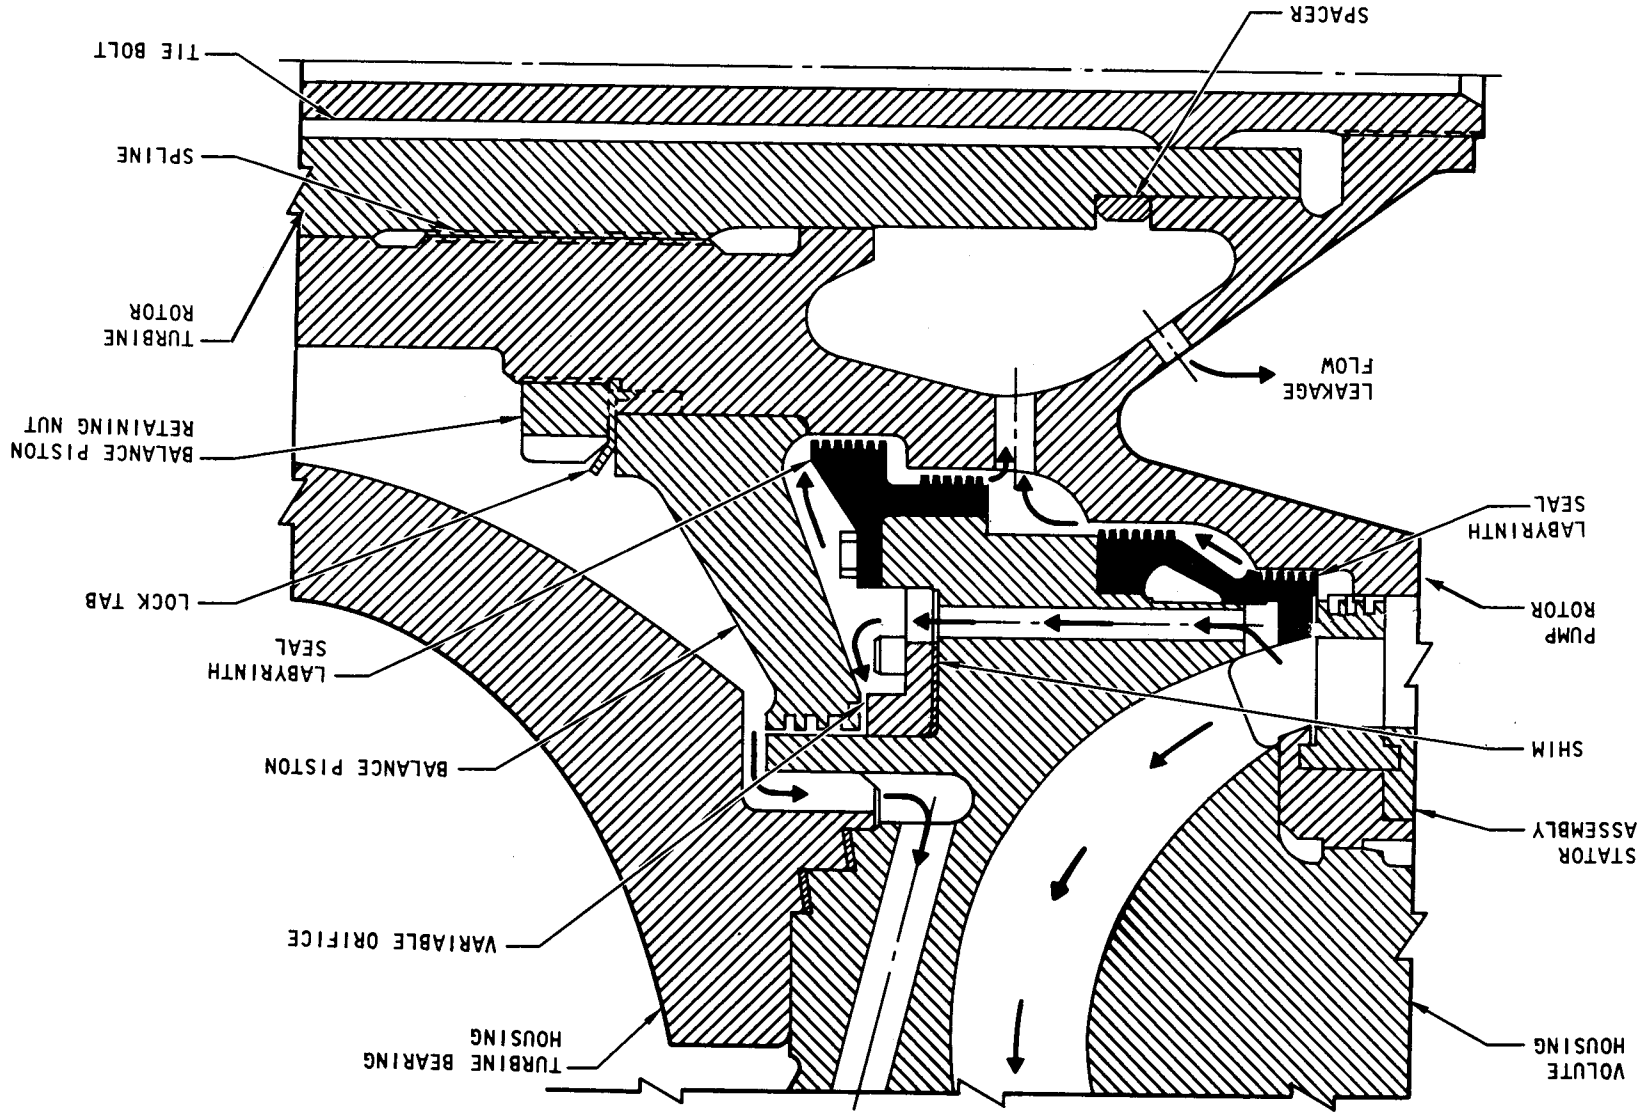 VOLUTE
HOUSING
STATOR
ASSEMBLY
SHIM
PUMP
ROTOR
LABYRINTH
SEAL
LEAKAGE
FLOW
SPACER
TURBINE BEARING
HOUSING
VARIABLE ORIFICE
BALANCE PISTON
LABYRINTH
SEAL
LOCK TAB
BALANCE PISTON
RETAINING NUT
TURBINE
ROTOR
SPLINE
TIE BOLT